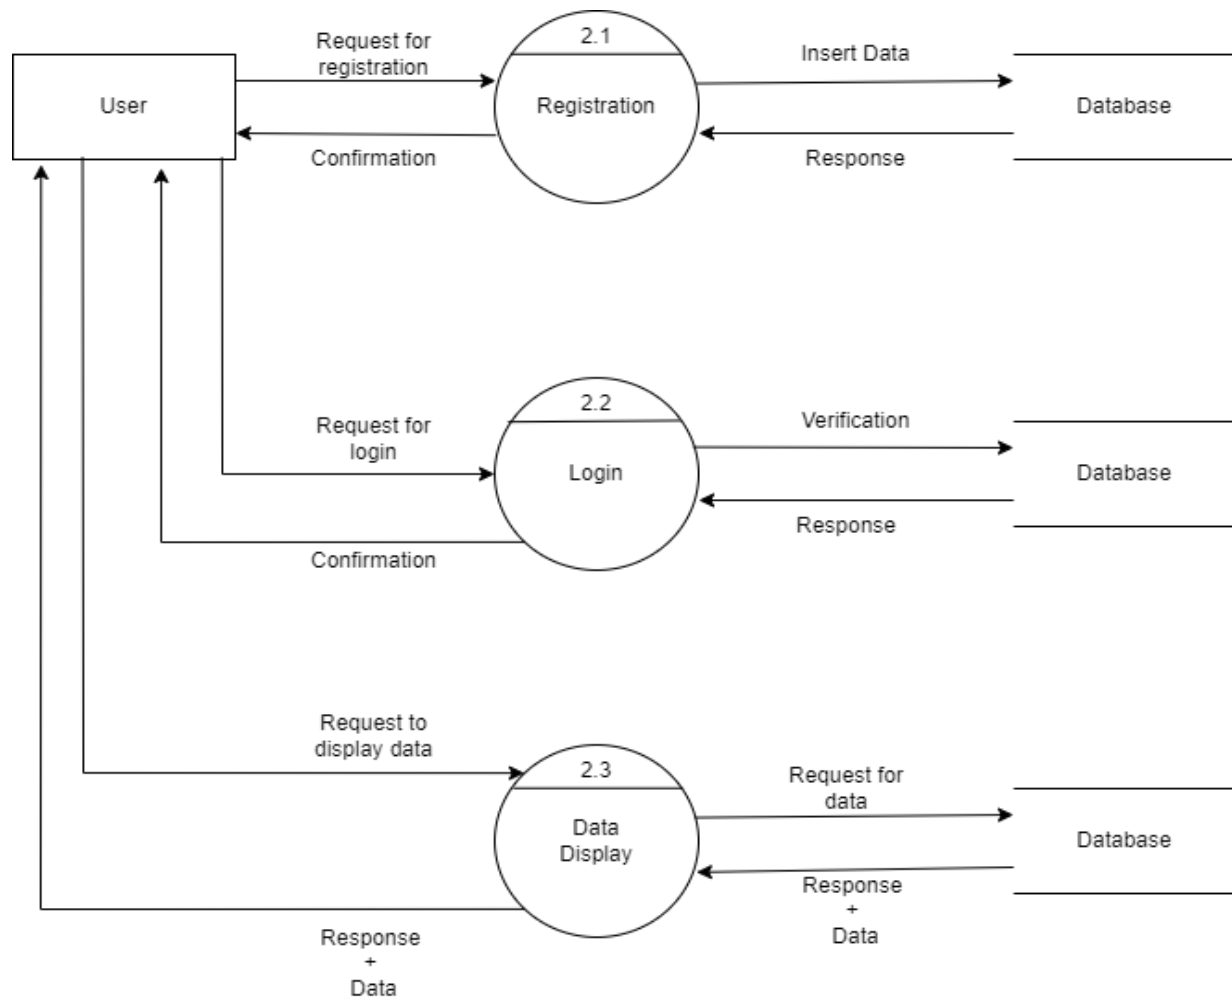 Request for
registration
2.1
Insert Data
User
Registration
Database
Confirmation
Response
2.2
Request for
login
Verification
Login
Database
Confirmation
Response
Request to
display data
2.3
Request for
data
Data
Display
Database
Response
+
Data
Response
+
Data